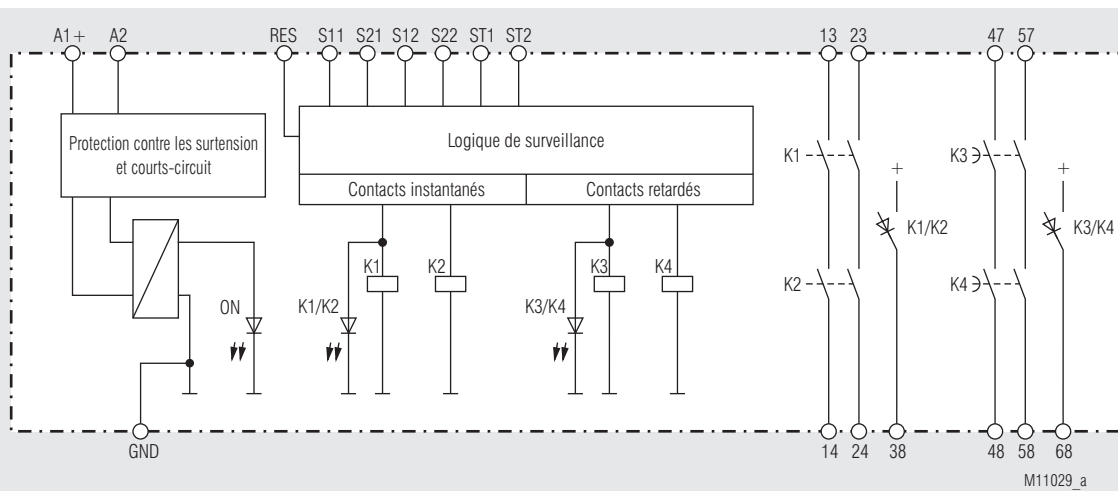 A1+ A2 RES S11 S21 S12 S22 ST1 ST2 13 23 47 57
Protection contre les surtension
et courts-circuit
Logique de surveillance
Contacts instantanés Contacts retardés
K1 K3
+ +
K1/K2 K3/K4
K1 K2 K3 K4
K2 K4
ON K1/K2 K3/K4
GND 14 24 38 48 58 68
M11029_a